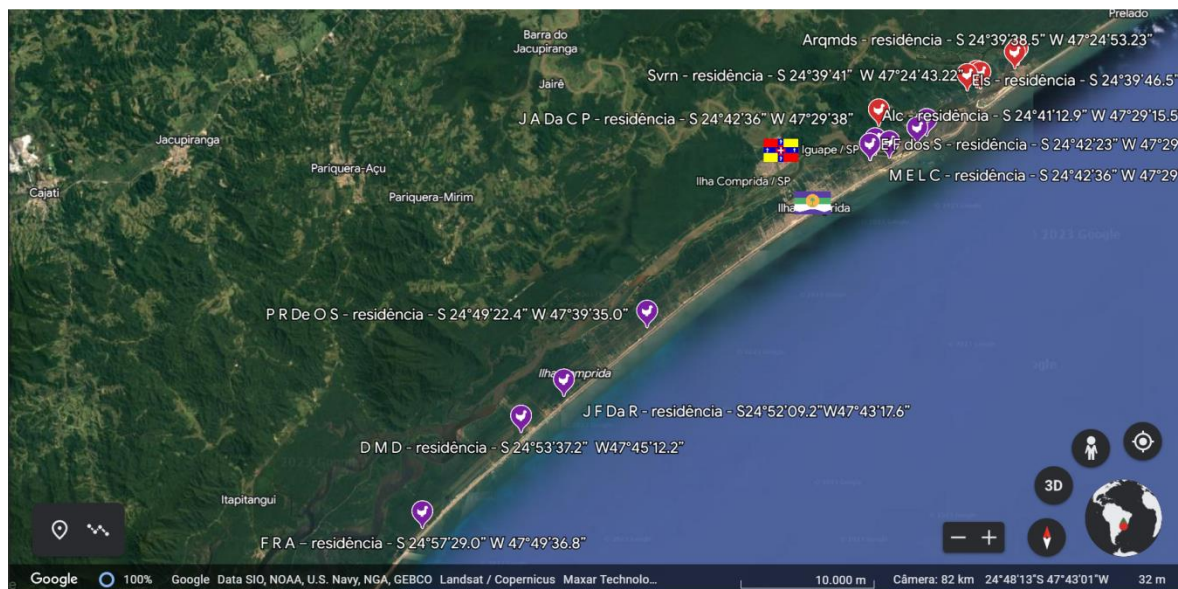 Prelado
Barra do
Jacupiranga
Arqmds - residência - S 24°39'38.5" W 47°24'53.23"
Svrn - residência - S 24°39'41" W 47°24'43.22"
Els - residência - S 24°39'46.5"
Jairê
J A Da C P - residência - S 24°42'36" W 47°29'38"
Alc - residência - S 24°41'12.9" W 47°29'15.5
Jacupiranga
Iguape / SP
E F dos S - residência - S 24°42'23" W 47°29
Pariquera-Açu
M E L C - residência - S 24°42'36" W 47°29
Cajati
Ilha Comprida / SP
Pariquera-Mirim
P R De O S - residência - S 24°49'22.4" W 47°39'35.0"
J F Da R - residência - S24°52'09.2"W47°43'17.6"
D M D - residência - S 24°53'37.2" W47°45'12.2"
Itapitangui
F R A – residência - S 24°57'29.0" W 47°49'36.8"
3D
Google 100% Google Data SIO, NOAA, U.S. Navy, NGA, GEBCO Landsat / Copernicus Maxar Technolo... 10.000 m Câmera: 82 km 24°48'13"S 47°43'01"W 32 m